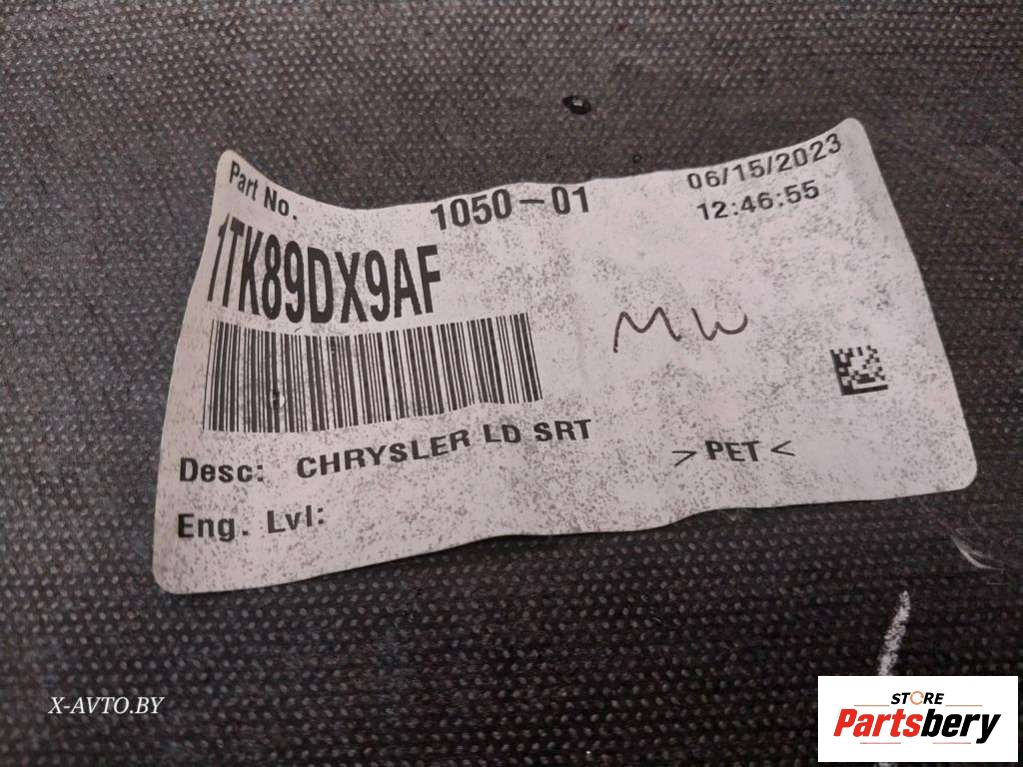 Part No.
1050-01
06/15/2023
12:46:55
1TK89DX9AF
MW
Desc: CHRYSLER LD SRT
> PET <
Eng. Lvl:
X-AVTO.BY
STORE
Partsbery